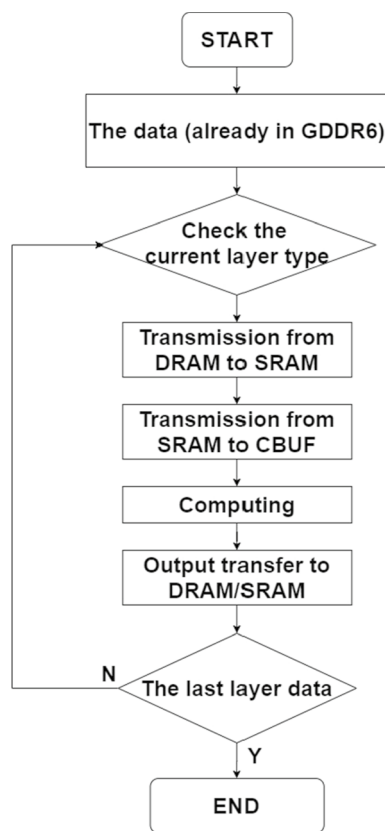 START
The data (already in GDDR6)
Check the
current layer type
Transmission from
DRAM to SRAM
Transmission from
SRAM to CBUF
Computing
Output transfer to
DRAM/SRAM
N
The last layer data
Y
END